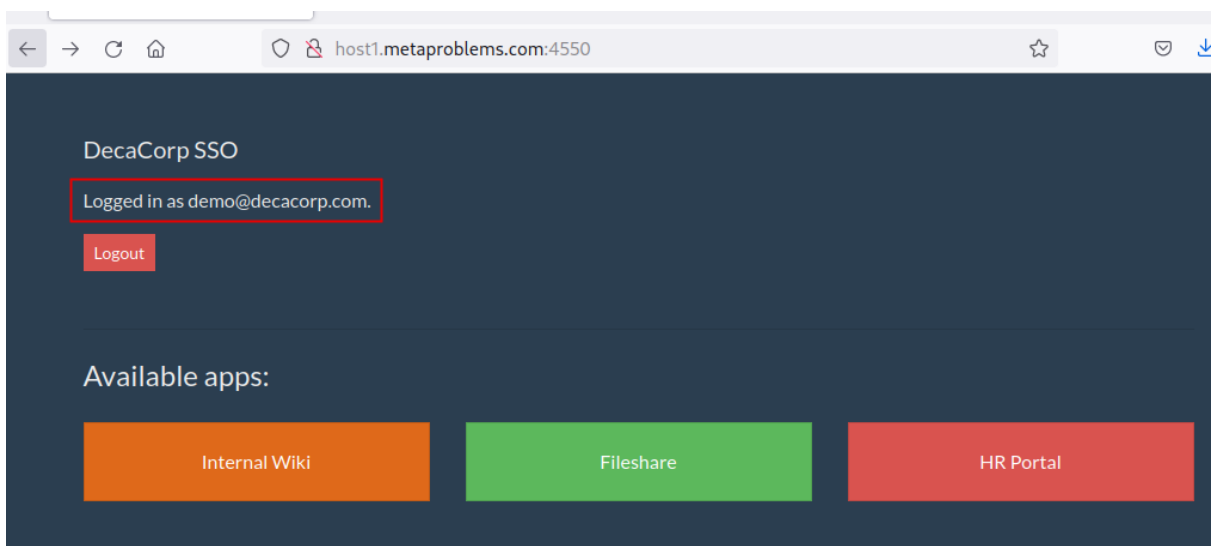 host1.metaproblems.com:4550
DecaCorp SSO
Logged in as demo@decacorp.com.
Logout
Available apps:
Internal Wiki
Fileshare
HR Portal